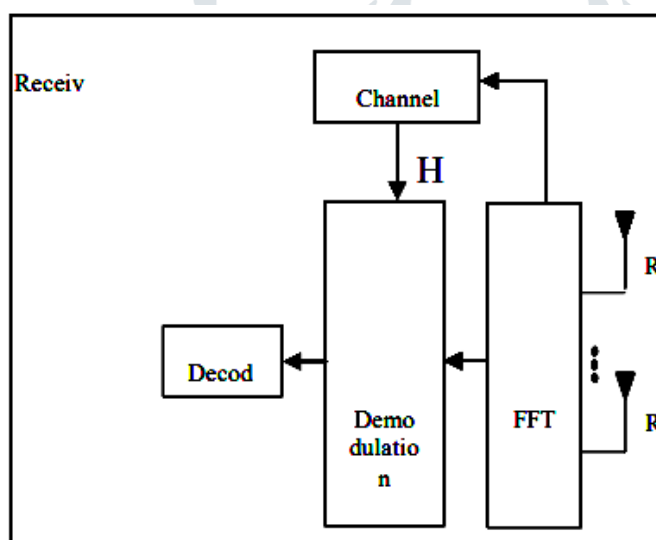 Receiv
Channel
H
R
Decod
Demo
dulatio
n
FFT
R